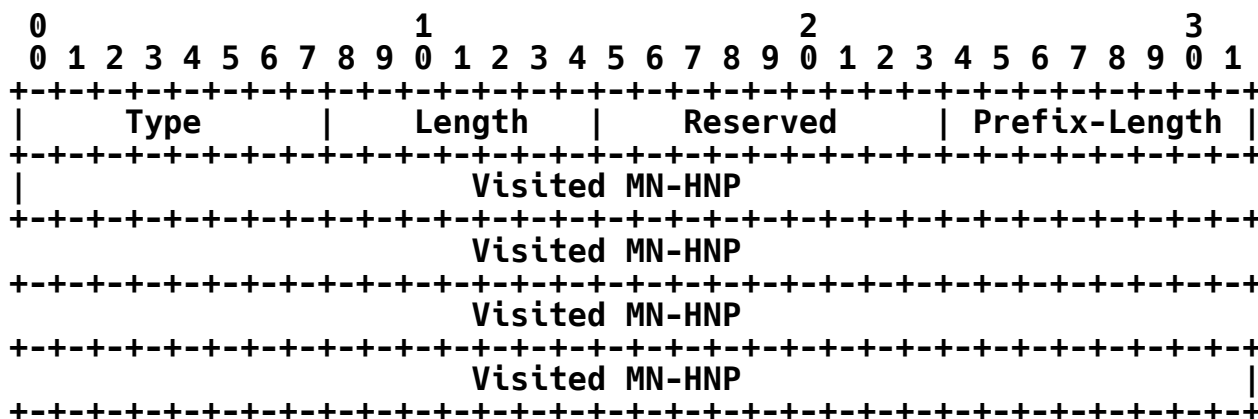 0                   1                   2                   3
 0 1 2 3 4 5 6 7 8 9 0 1 2 3 4 5 6 7 8 9 0 1 2 3 4 5 6 7 8 9 0 1
+-+-+-+-+-+-+-+-+-+-+-+-+-+-+-+-+-+-+-+-+-+-+-+-+-+-+-+-+-+-+-+-+
|     Type      |    Length   |    Reserved     | Prefix-Length |
+-+-+-+-+-+-+-+-+-+-+-+-+-+-+-+-+-+-+-+-+-+-+-+-+-+-+-+-+-+-+-+-+
|                       Visited MN-HNP
+-+-+-+-+-+-+-+-+-+-+-+-+-+-+-+-+-+-+-+-+-+-+-+-+-+-+-+-+-+-+-+-+
                        Visited MN-HNP
+-+-+-+-+-+-+-+-+-+-+-+-+-+-+-+-+-+-+-+-+-+-+-+-+-+-+-+-+-+-+-+-+
                        Visited MN-HNP
+-+-+-+-+-+-+-+-+-+-+-+-+-+-+-+-+-+-+-+-+-+-+-+-+-+-+-+-+-+-+-+-+
                        Visited MN-HNP                          |
+-+-+-+-+-+-+-+-+-+-+-+-+-+-+-+-+-+-+-+-+-+-+-+-+-+-+-+-+-+-+-+-+